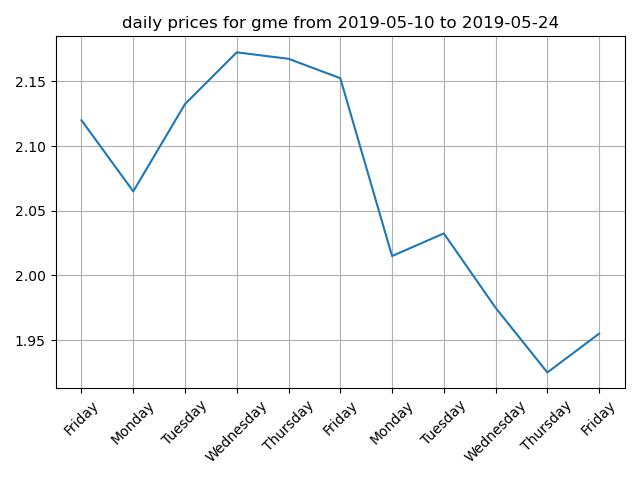 daily prices for gme from 2019-05-10 to 2019-05-24
2.15
2.10
2.05
2.00
1.95
Friday
Monday
Tuesday
Wednesday
Thursday
Friday
Monday
Tuesday
Wednesday
Thursday
Friday